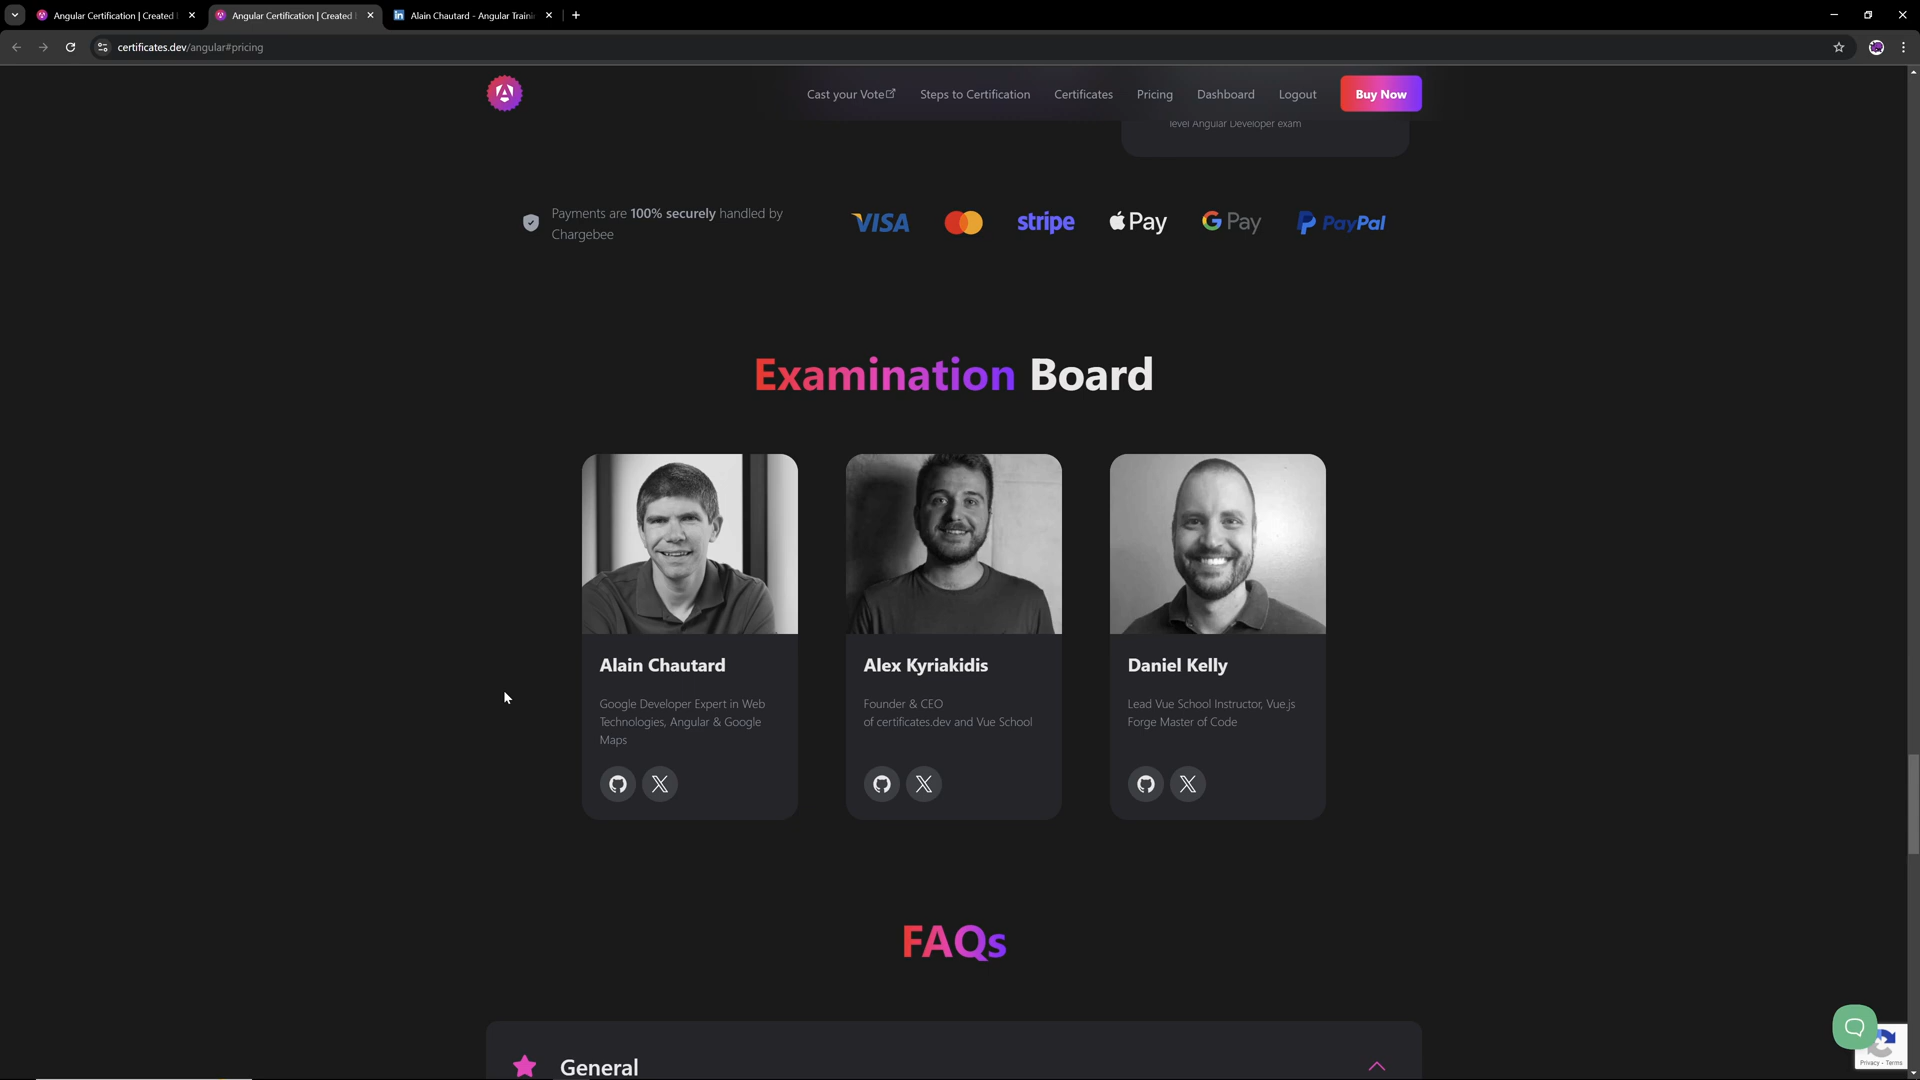 Angular Certification | Created
Angular Certification | Created
Alain Chautard - Angular Traini
certificates.dev/angular#pricing
Cast your Vote
Steps to Certification
Certificates
Pricing
Dashboard
Logout
Buy Now
level Angular Developer exam
Payments are 100% securely handled by
Chargebee
VISA
stripe
Pay
G Pay
PayPal
Examination Board
Alain Chautard
Google Developer Expert in Web
Technologies, Angular & Google
Maps
Alex Kyriakidis
Founder & CEO
of certificates.dev and Vue School
Daniel Kelly
Lead Vue School Instructor, Vue.js
Forge Master of Code
FAQs
General
Privacy - Terms